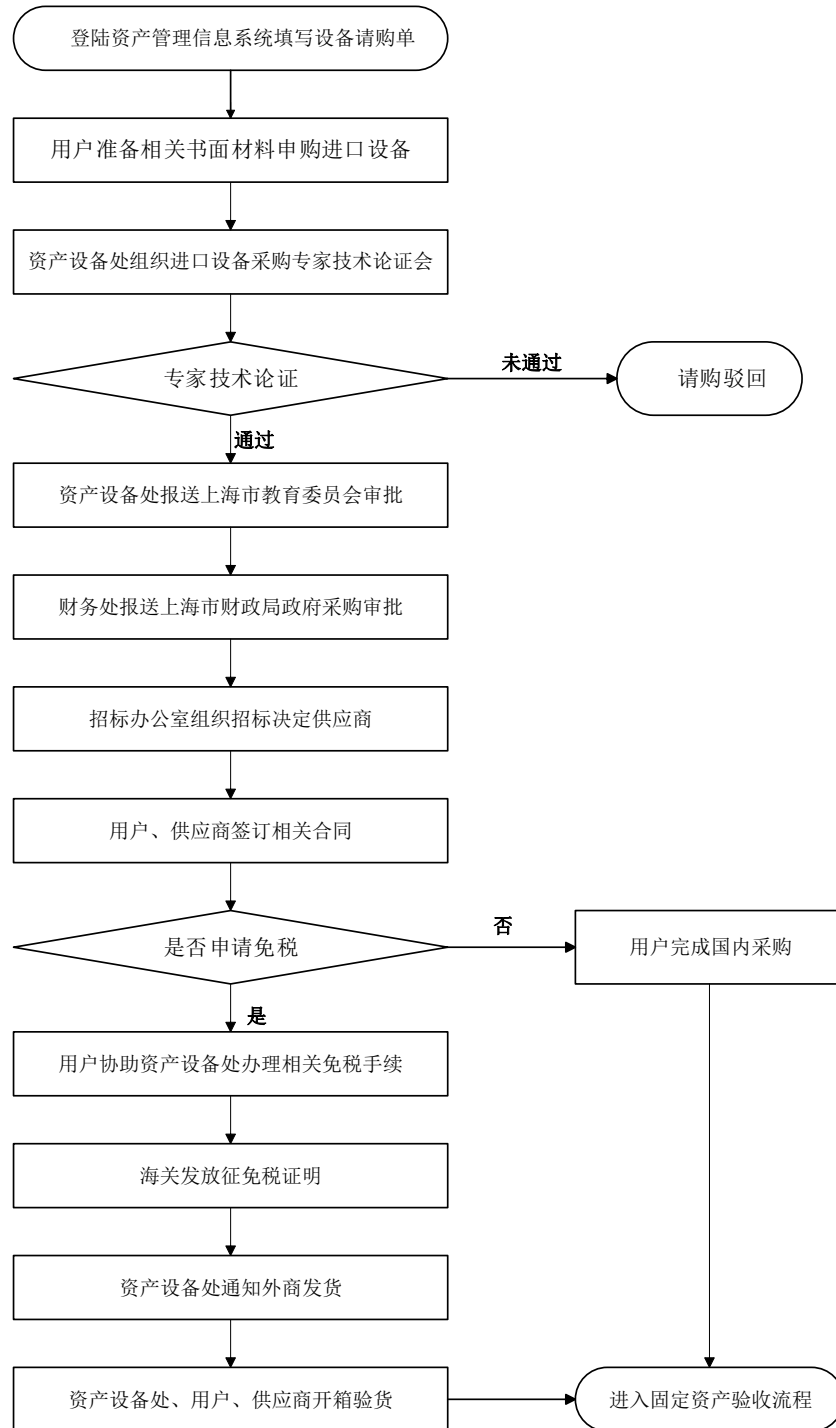 登陆资产管理信息系统填写设备请购单
用户准备相关书面材料申购进口设备
资产设备处组织进口设备采购专家技术论证会
专家技术论证
未通过
请购驳回
通过
资产设备处报送上海市教育委员会审批
财务处报送上海市财政局政府采购审批
招标办公室组织招标决定供应商
用户、供应商签订相关合同
是否申请免税
否
用户完成国内采购
是
用户协助资产设备处办理相关免税手续
海关发放征免税证明
资产设备处通知外商发货
资产设备处、用户、供应商开箱验货
进入固定资产验收流程